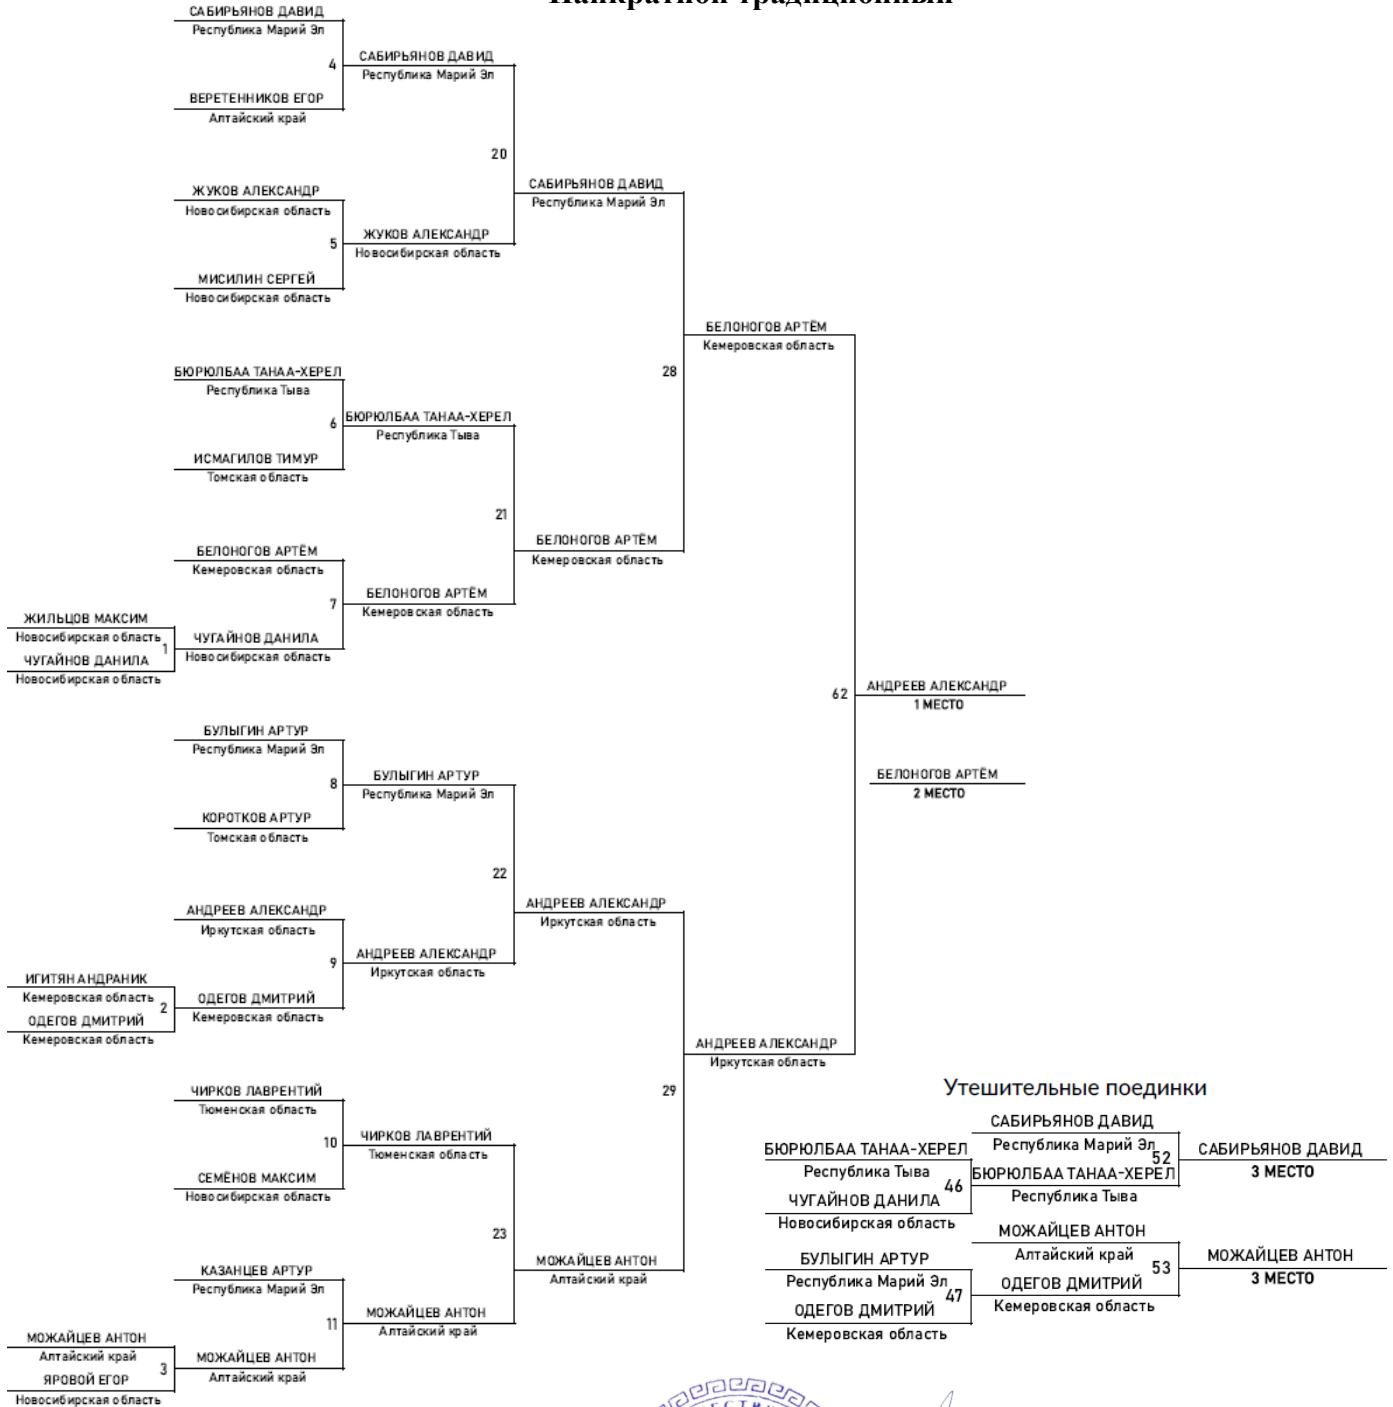 Панкратион традиционный
САБИРЬЯНОВ ДАВИД
Республика Марий Эл
4
САБИРЬЯНОВ ДАВИД
Республика Марий Эл
ВЕРЕТЕННИКОВ ЕГОР
Алтайский край
20
ЖУКОВ АЛЕКСАНДР
Новосибирская область
САБИРЬЯНОВ ДАВИД
Республика Марий Эл
5
ЖУКОВ АЛЕКСАНДР
Новосибирская область
МИСИЛИН СЕРГЕЙ
Новосибирская область
БЕЛОНОГОВ АРТЁМ
Кемеровская область
28
БЮРЮЛБАА ТАНАА-ХЕРЕЛ
Республика Тыва
6
БЮРЮЛБАА ТАНАА-ХЕРЕЛ
Республика Тыва
ИСМАГИЛОВ ТИМУР
Томская область
21
БЕЛОНОГОВ АРТЁМ
Кемеровская область
БЕЛОНОГОВ АРТЁМ
Кемеровская область
7
БЕЛОНОГОВ АРТЁМ
Кемеровская область
ЖИЛЬЦОВ МАКСИМ
Новосибирская область
1
ЧУГАЙНОВ ДАНИЛА
Новосибирская область
ЧУГАЙНОВ ДАНИЛА
Новосибирская область
62
АНДРЕЕВ АЛЕКСАНДР
1 МЕСТО
БЕЛОНОГОВ АРТЁМ
2 МЕСТО
БУЛЫГИН АРТУР
Республика Марий Эл
8
БУЛЫГИН АРТУР
Республика Марий Эл
КОРОТКОВ АРТУР
Томская область
22
АНДРЕЕВ АЛЕКСАНДР
Иркутская область
АНДРЕЕВ АЛЕКСАНДР
Иркутская область
9
АНДРЕЕВ АЛЕКСАНДР
Иркутская область
ИГИТЯН АНДРАНИК
Кемеровская область
2
ОДЕГОВ ДМИТРИЙ
Кемеровская область
ОДЕГОВ ДМИТРИЙ
Кемеровская область
АНДРЕЕВ АЛЕКСАНДР
Иркутская область
29
ЧИРКОВ ЛАВРЕНТИЙ
Тюменская область
10
ЧИРКОВ ЛАВРЕНТИЙ
Тюменская область
СЕМЁНОВ МАКСИМ
Новосибирская область
23
МОЖАЙЦЕВ АНТОН
Алтайский край
КАЗАНЦЕВ АРТУР
Республика Марий Эл
11
МОЖАЙЦЕВ АНТОН
Алтайский край
МОЖАЙЦЕВ АНТОН
Алтайский край
3
МОЖАЙЦЕВ АНТОН
Алтайский край
ЯРОВОЙ ЕГОР
Новосибирская область
Утешительные поединки
САБИРЬЯНОВ ДАВИД
Республика Марий Эл
52
САБИРЬЯНОВ ДАВИД
3 МЕСТО
БЮРЮЛБАА ТАНАА-ХЕРЕЛ
Республика Тыва
46
БЮРЮЛБАА ТАНАА-ХЕРЕЛ
Республика Тыва
ЧУГАЙНОВ ДАНИЛА
Новосибирская область
МОЖАЙЦЕВ АНТОН
Алтайский край
53
МОЖАЙЦЕВ АНТОН
3 МЕСТО
БУЛЫГИН АРТУР
Республика Марий Эл
47
ОДЕГОВ ДМИТРИЙ
Кемеровская область
ОДЕГОВ ДМИТРИЙ
Кемеровская область